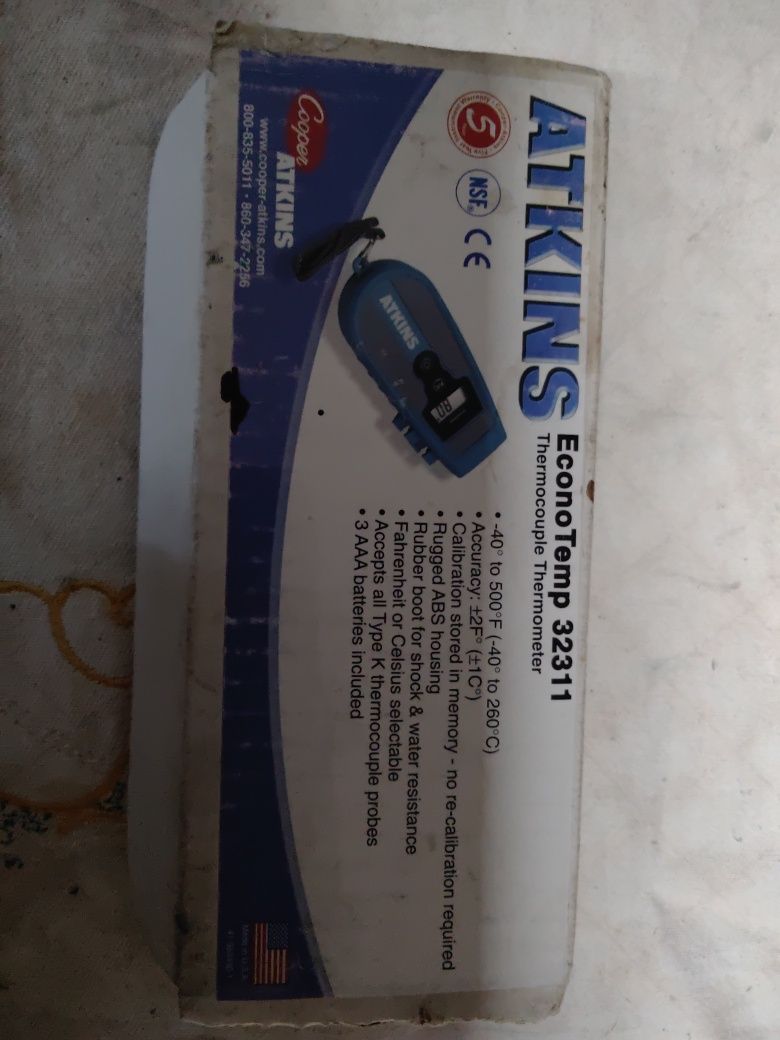 ATKINS
EconoTemp 32311
Thermocouple Thermometer
5
NSF®
CE
• -40° to 500°F (-40° to 260°C)
• Accuracy: ±2F° (±1C°)
• Calibration stored in memory - no re-calibration required
• Rugged ABS housing
• Rubber boot for shock & water resistance
• Fahrenheit or Celsius selectable
• Accepts all Type K thermocouple probes
• 3 AAA batteries included
ATKINS
Cooper
ATKINS
www.cooper-atkins.com
800-835-5011 • 860-347-2256
Made in U.S.A.